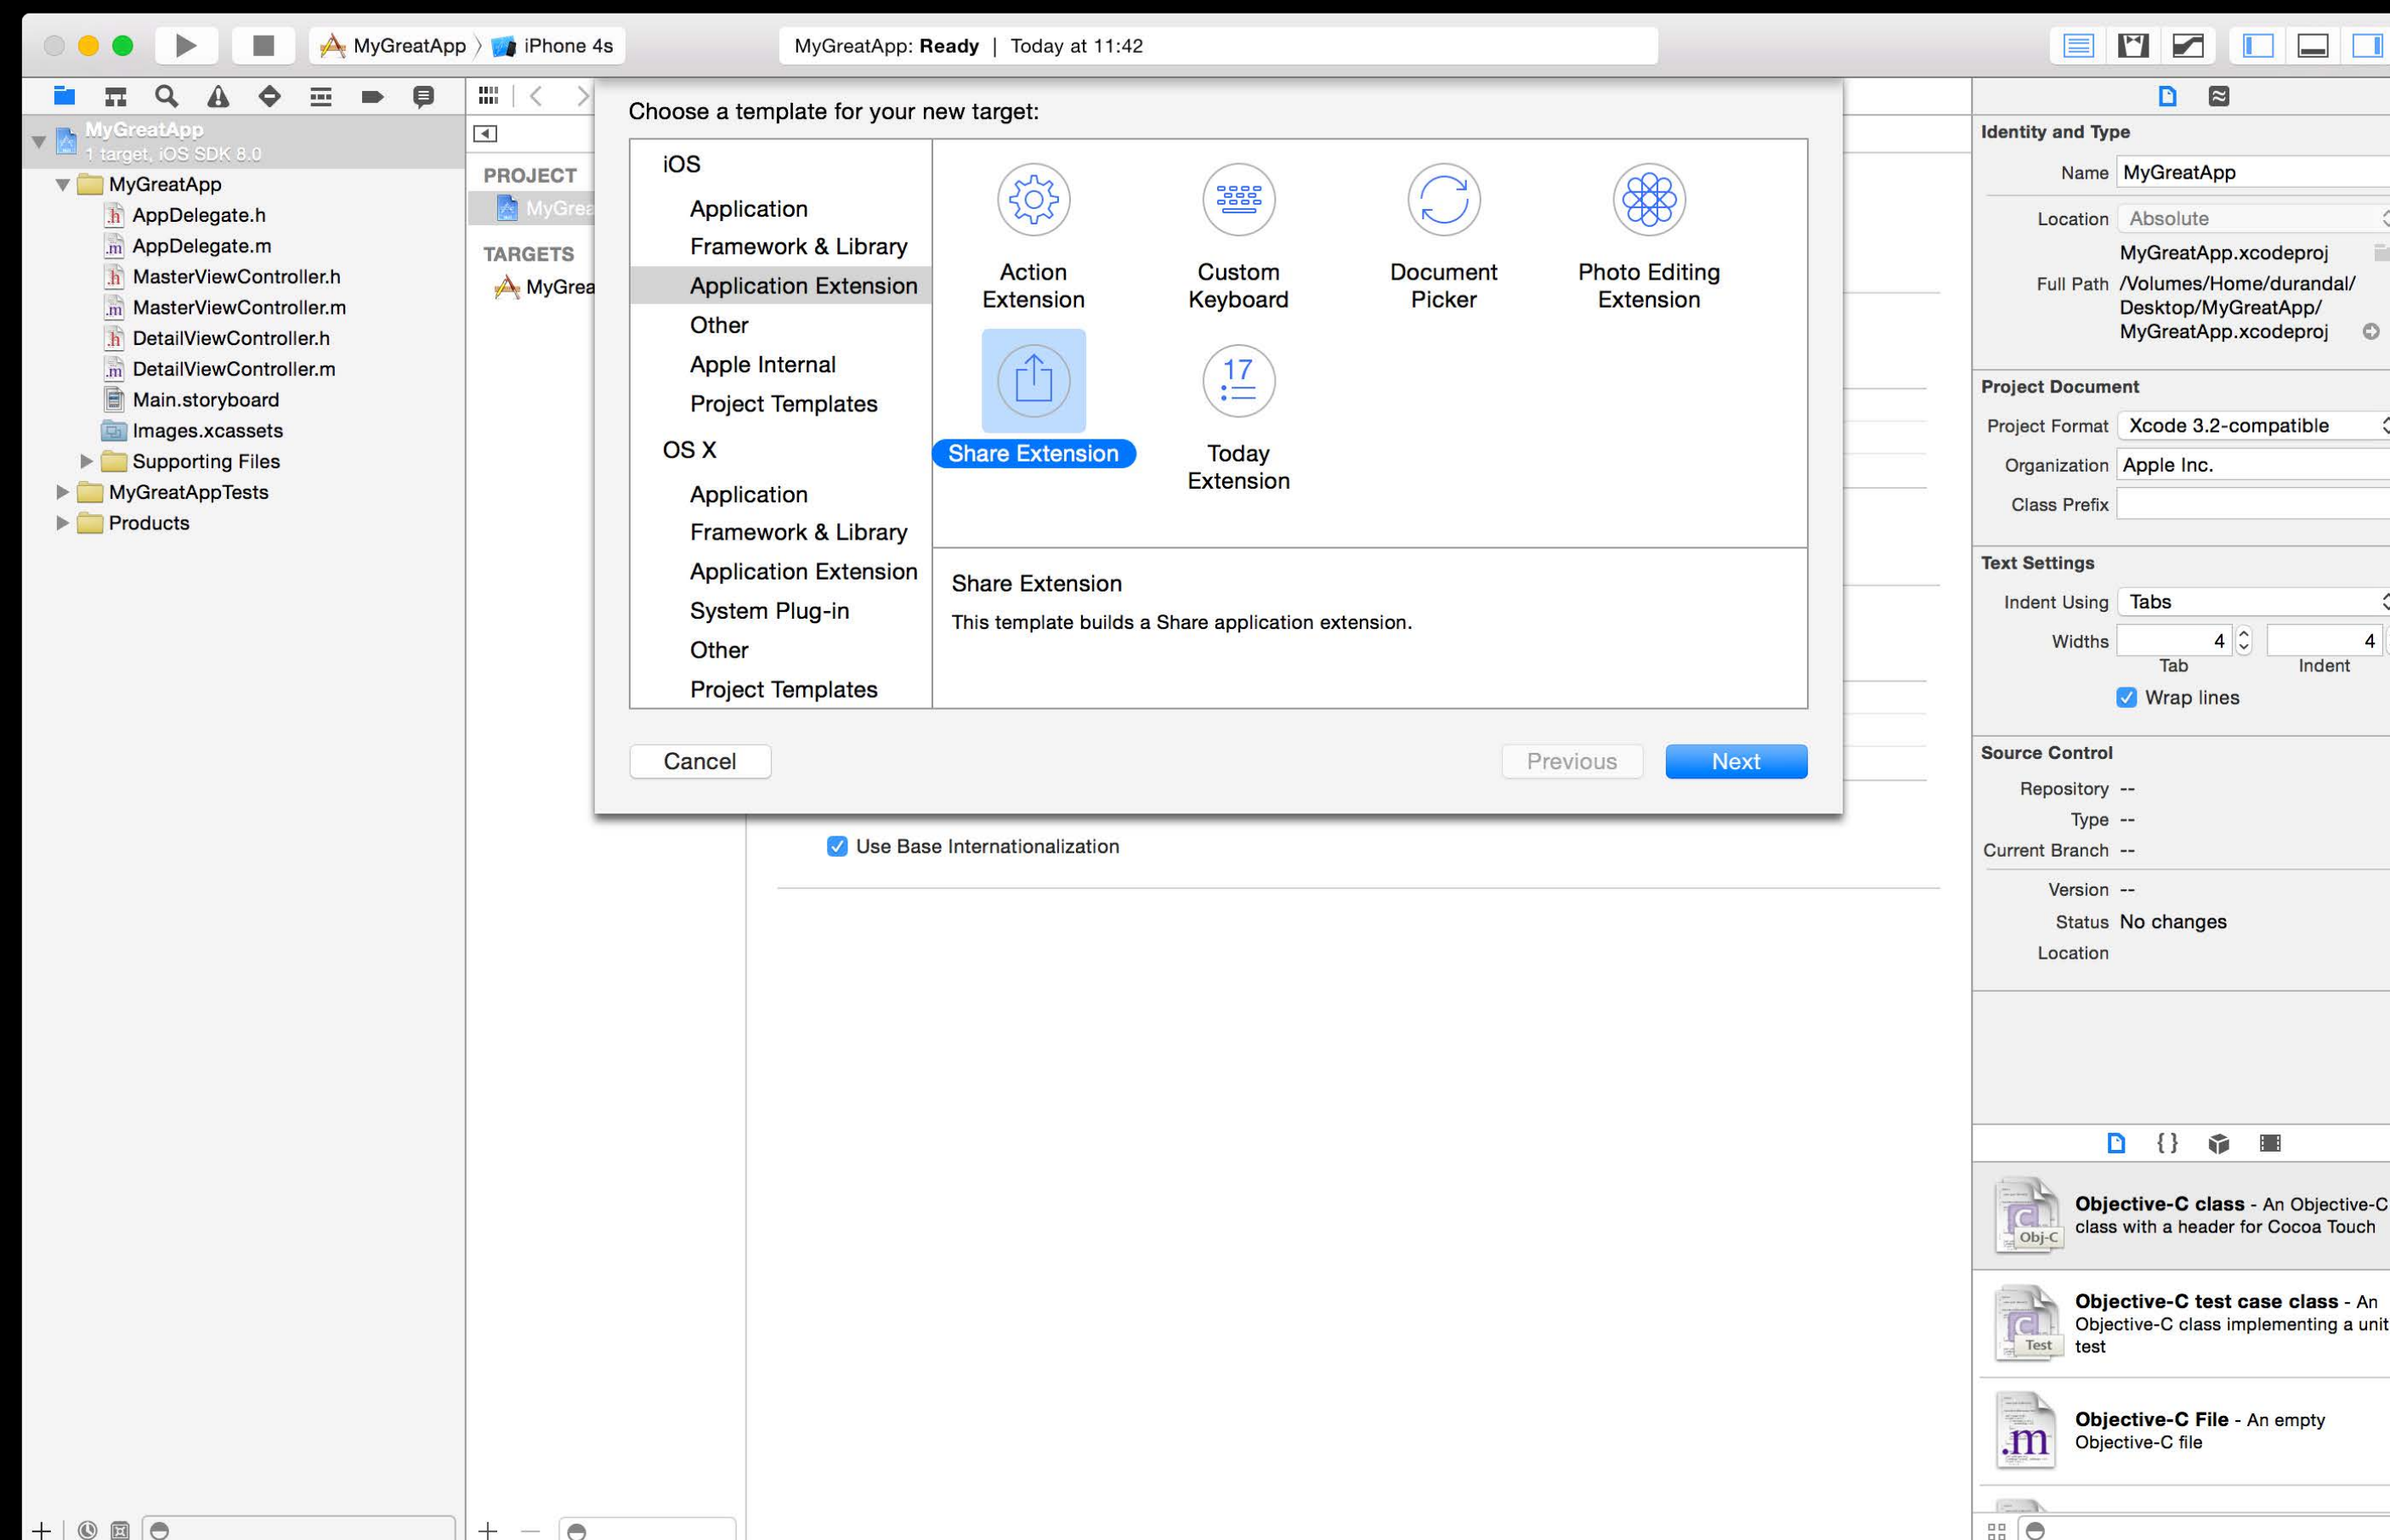 MyGreatApp
iPhone 4s
MyGreatApp: Ready | Today at 11:42
MyGreatApp
1 target, iOS SDK 8.0
MyGreatApp
AppDelegate.h
AppDelegate.m
MasterViewController.h
MasterViewController.m
DetailViewController.h
DetailViewController.m
Main.storyboard
Images.xcassets
Supporting Files
MyGreatAppTests
Products
PROJECT
MyGrea
TARGETS
MyGrea
Choose a template for your new target:
iOS
Application
Framework & Library
Application Extension
Other
Apple Internal
Project Templates
OS X
Application
Framework & Library
Application Extension
System Plug-in
Other
Project Templates
Action
Extension
Custom
Keyboard
Document
Picker
Photo Editing
Extension
Share Extension
17
Today
Extension
Share Extension
This template builds a Share application extension.
Cancel
Previous
Next
Use Base Internationalization
Identity and Type
Name MyGreatApp
Location Absolute
MyGreatApp.xcodeproj
Full Path /Volumes/Home/durandal/
Desktop/MyGreatApp/
MyGreatApp.xcodeproj
Project Document
Project Format Xcode 3.2-compatible
Organization Apple Inc.
Class Prefix
Text Settings
Indent Using Tabs
Widths 4 4
Tab Indent
Wrap lines
Source Control
Repository --
Type --
Current Branch --
Version --
Status No changes
Location
{ }
Obj-C
Objective-C class - An Objective-C
class with a header for Cocoa Touch
Test
Objective-C test case class - An
Objective-C class implementing a unit
test
.m
Objective-C File - An empty
Objective-C file